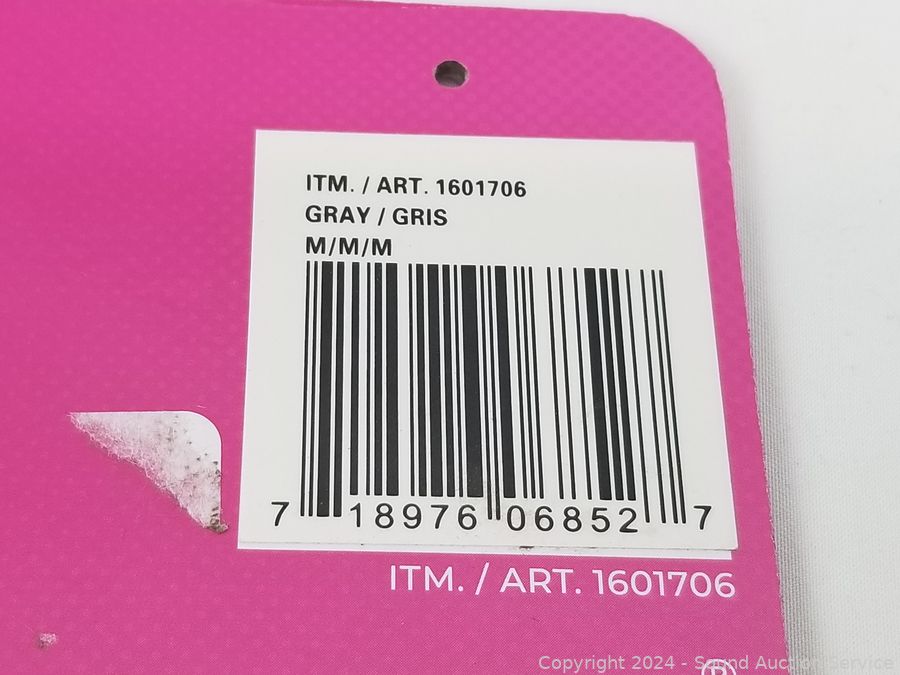 ITM. / ART. 1601706
GRAY / GRIS
M/M/M
7 18976 06852 7
ITM. / ART. 1601706
®
Copyright 2024 - Sound Auction Service